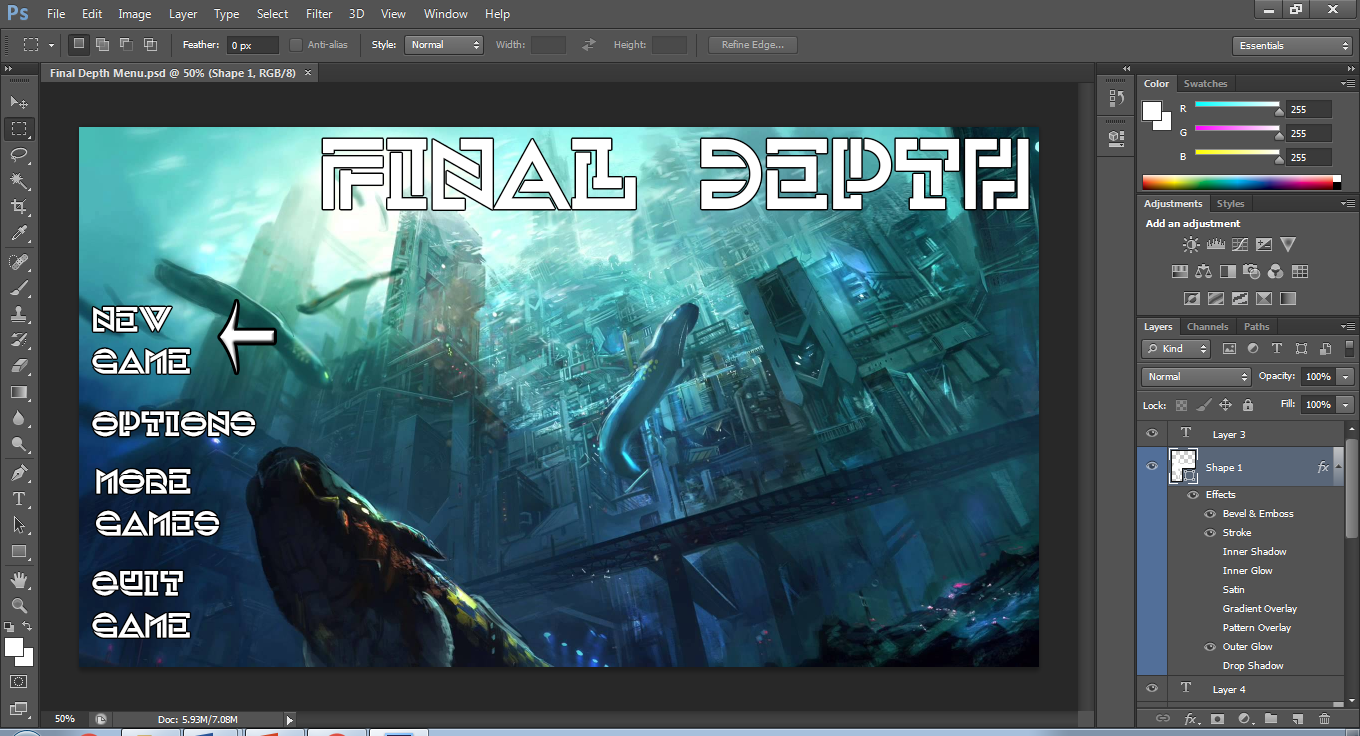 Ps File Edit Image Layer Type Select Filter 3D View Window Help
Feather: 0 px Anti-alias Style: Normal Width: Height: Refine Edge... Essentials
Final Depth Menu.psd @ 50% (Shape 1, RGB/8) ×
FINAL DEPTH
NEW
GAME
OPTIONS
MORE
GAMES
QUIT
GAME
50% Doc: 5.93M/7.08M
Color Swatches
R 255
G 255
B 255
Adjustments Styles
Add an adjustment
Layers Channels Paths
Kind
Normal Opacity: 100%
Lock: Fill: 100%
T Layer 3
Shape 1 fx
Effects
Bevel & Emboss
Stroke
Inner Shadow
Inner Glow
Satin
Gradient Overlay
Pattern Overlay
Outer Glow
Drop Shadow
T Layer 4
fx